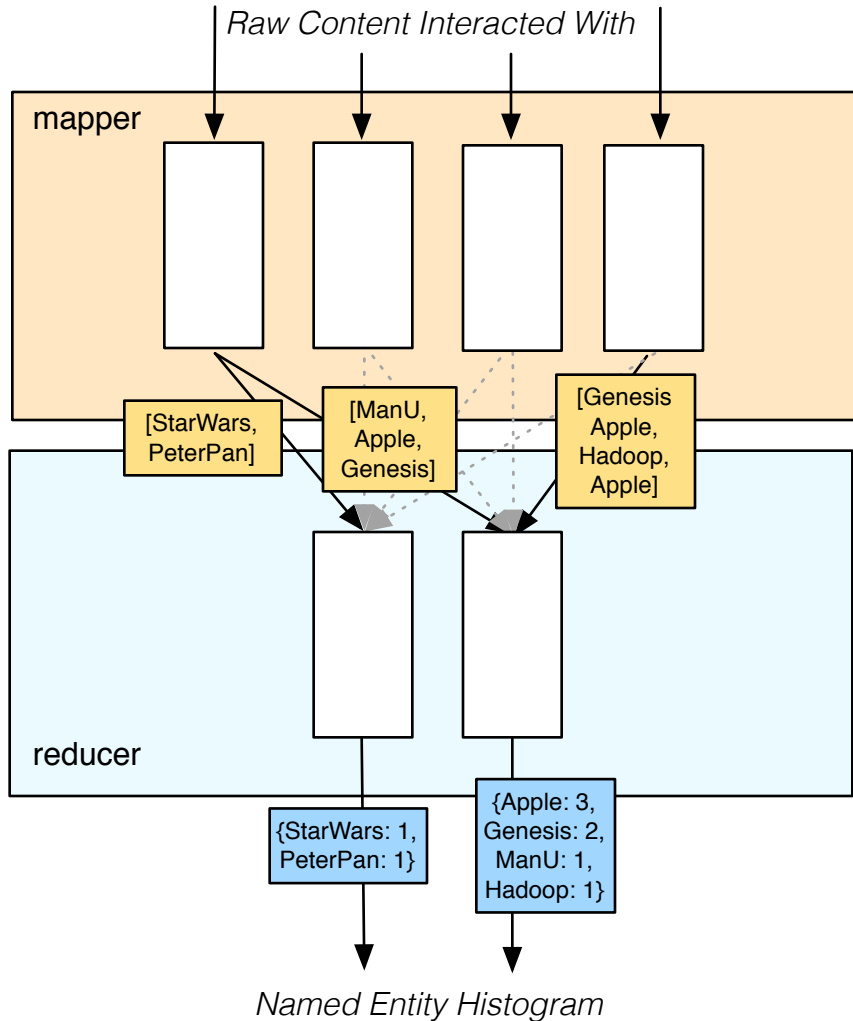 Raw Content Interacted With
mapper
[StarWars,
PeterPan]
[ManU,
Apple,
Genesis]
[Genesis
Apple,
Hadoop,
Apple]
reducer
{StarWars: 1,
PeterPan: 1}
{Apple: 3,
Genesis: 2,
ManU: 1,
Hadoop: 1}
Named Entity Histogram